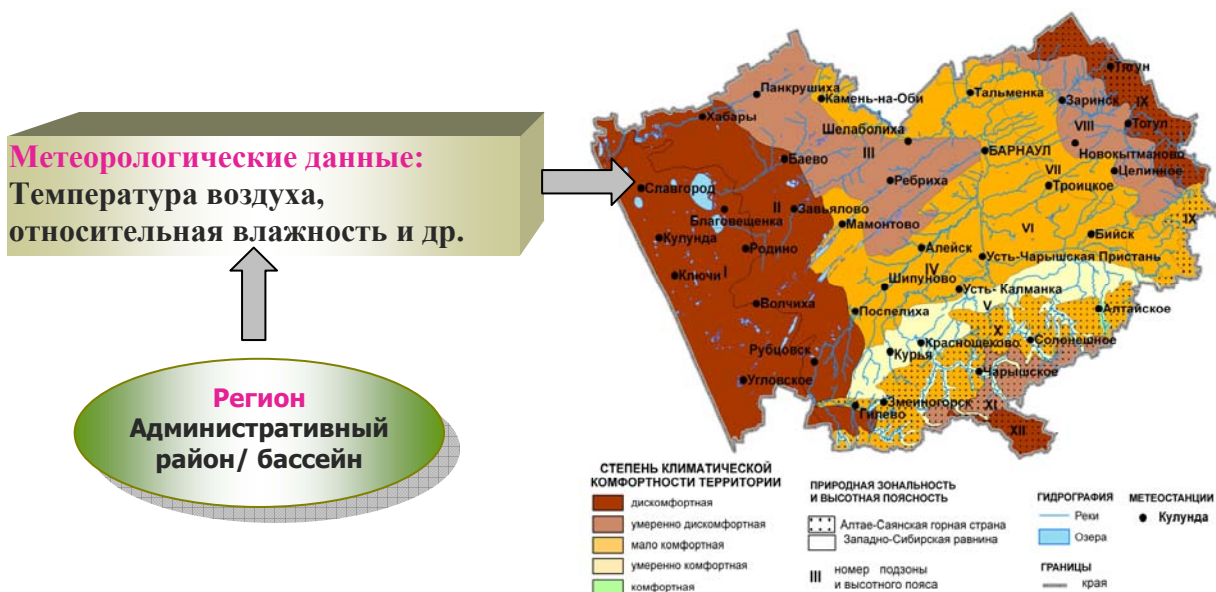 Метеорологические данные:
Температура воздуха,
относительная влажность и др.
Регион
Административный
район/ бассейн
Тягун
Панкрушиха
Камень-на-Оби
Тальменка
Заринск
IX
Хабары
Тогул
Шелаболиха
VIII
БАРНАУЛ
III
Новокытманово
Баево
VII
Целинное
Ребриха
Троицкое
Славгород
II
Завьялово
Благовещенка
IX
Мамонтово
VI
Бийск
Кулунда
Родино
Алейск
Усть-Чарышская Пристань
IV
Ключи
I
Шипуново
Усть- Калманка
V
Волчиха
Поспелиха
Алтайское
X
Солонешное
Краснощехово
Курья
Рубцовск
Чарышское
Угловское
Змеиногорск
XI
Гилево
XII
СТЕПЕНЬ КЛИМАТИЧЕСКОЙ
КОМФОРТНОСТИ ТЕРРИТОРИИ
дискомфортная
умеренно дискомфортная
мало комфортная
умеренно комфортная
комфортная
ПРИРОДНАЯ ЗОНАЛЬНОСТЬ
И ВЫСОТНАЯ ПОЯСНОСТЬ
Алтае-Саянская горная страна
Западно-Сибирская равнина
III номер подзоны
и высотного пояса
ГИДРОГРАФИЯ
Реки
Озера
ГРАНИЦЫ
края
МЕТЕОСТАНЦИИ
Кулунда